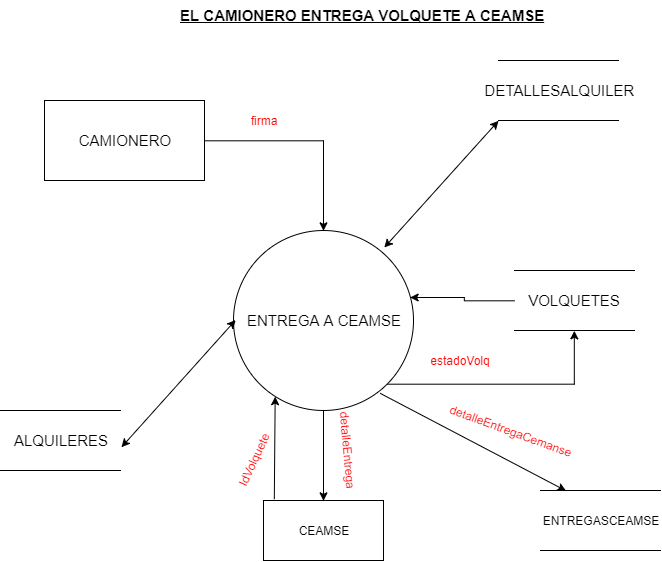 EL CAMIONERO ENTREGA VOLQUETE A CEAMSE
DETALLESALQUILER
firma
CAMIONERO
VOLQUETES
ENTREGA A CEAMSE
estadoVolq
ALQUILERES
detalleEntregaCemanse
IdVolquete
detalleEntrega
ENTREGASCEAMSE
CEAMSE